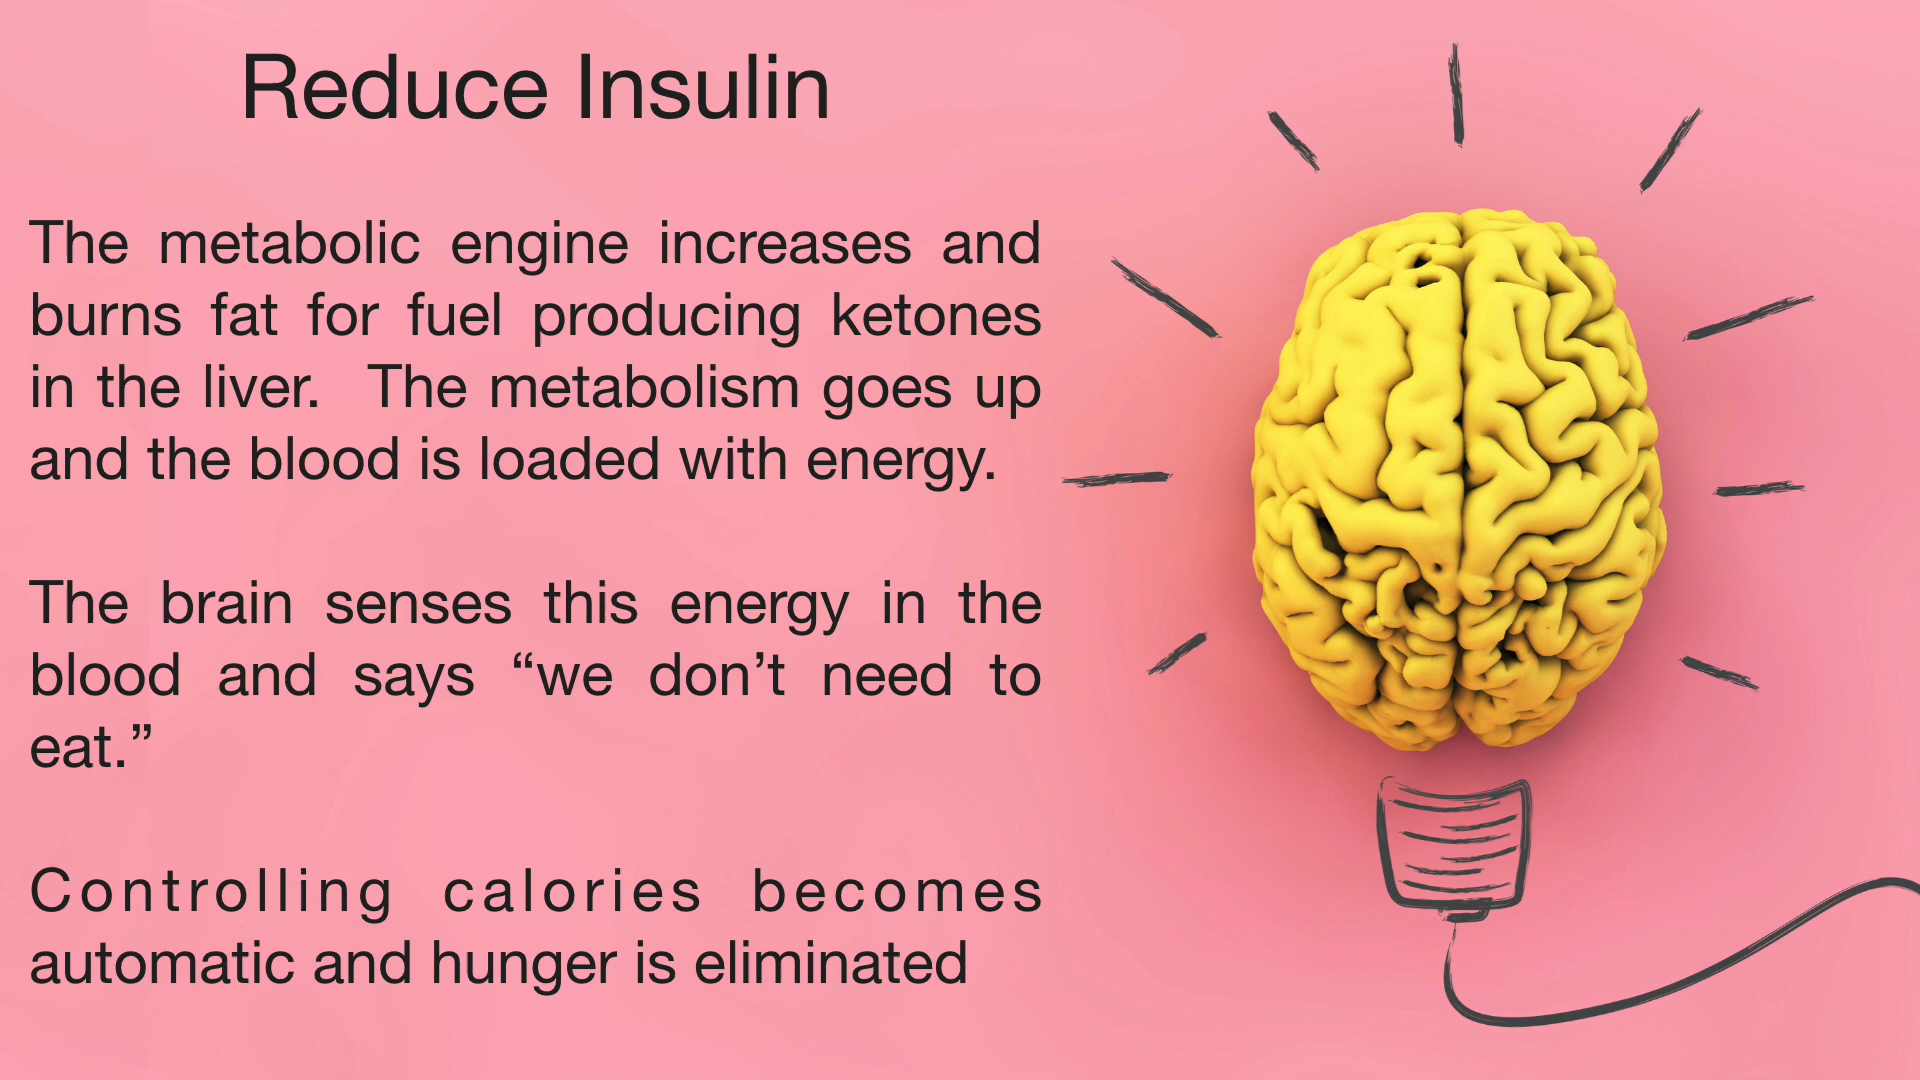 Reduce Insulin
The metabolic engine increases and
burns fat for fuel producing ketones
in the liver.  The metabolism goes up
and the blood is loaded with energy.
The brain senses this energy in the
blood and says “we don’t need to
eat.”
Controlling calories becomes
automatic and hunger is eliminated